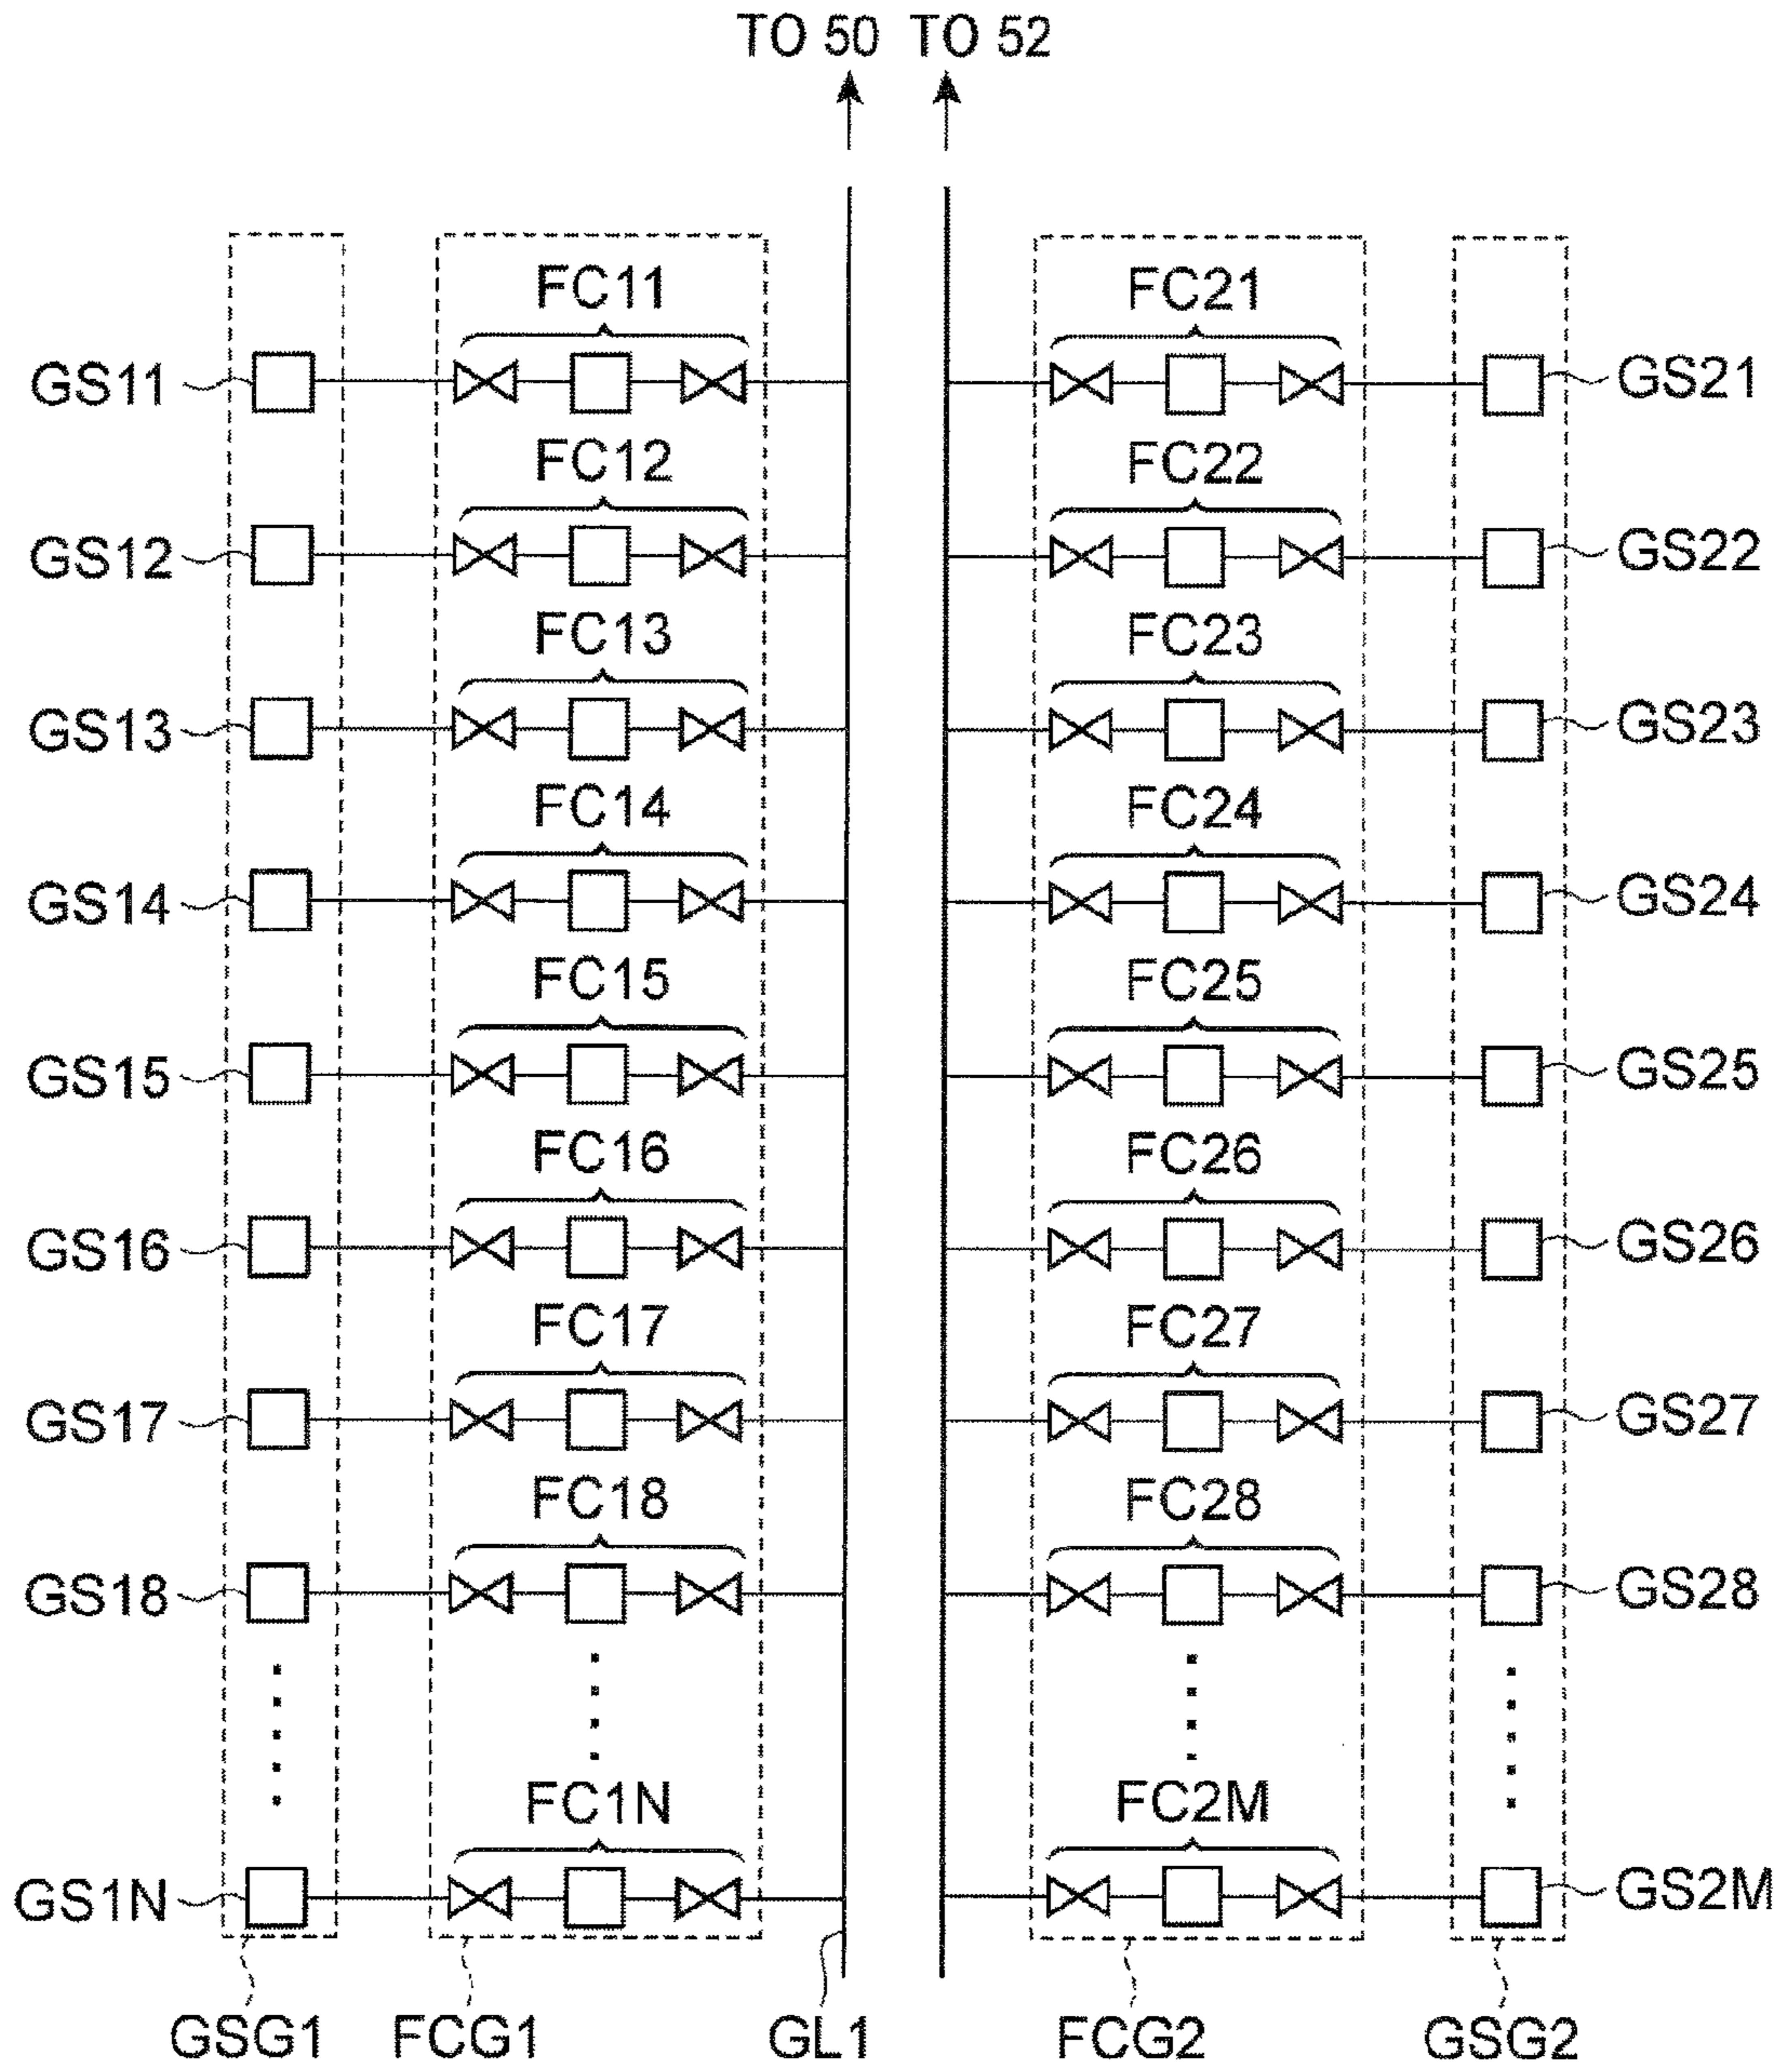 TO 50 TO 52
FC11 FC21
GS11 GS21
FC12 FC22
GS12 GS22
FC13 FC23
GS13 GS23
FC14 FC24
GS14 GS24
FC15 FC25
GS15 GS25
FC16 FC26
GS16 GS26
FC17 FC27
GS17 GS27
FC18 FC28
GS18 GS28
FC1N FC2M
GS1N GS2M
GSG1 FCG1 GL1 FCG2 GSG2